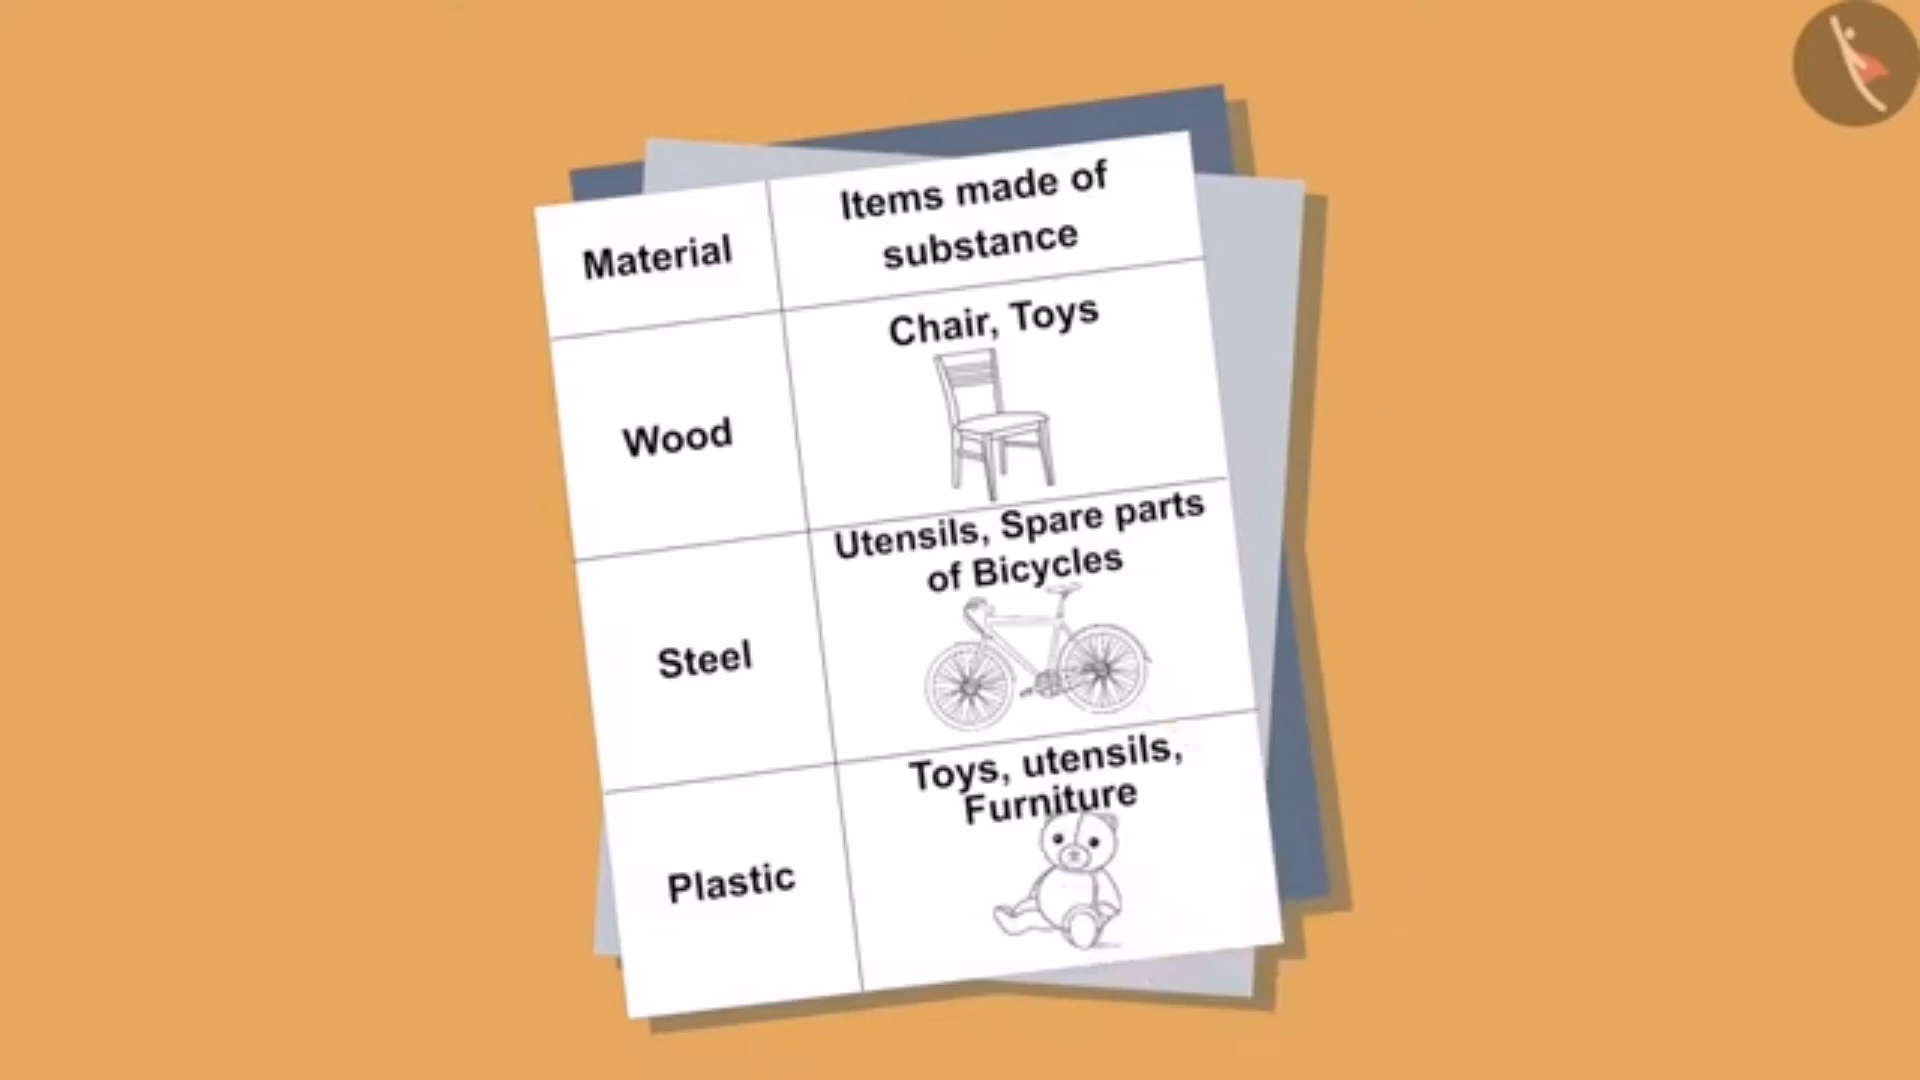 Material
Items made of
substance
Wood
Chair, Toys
Steel
Utensils, Spare parts
of Bicycles
Plastic
Toys, utensils,
Furniture